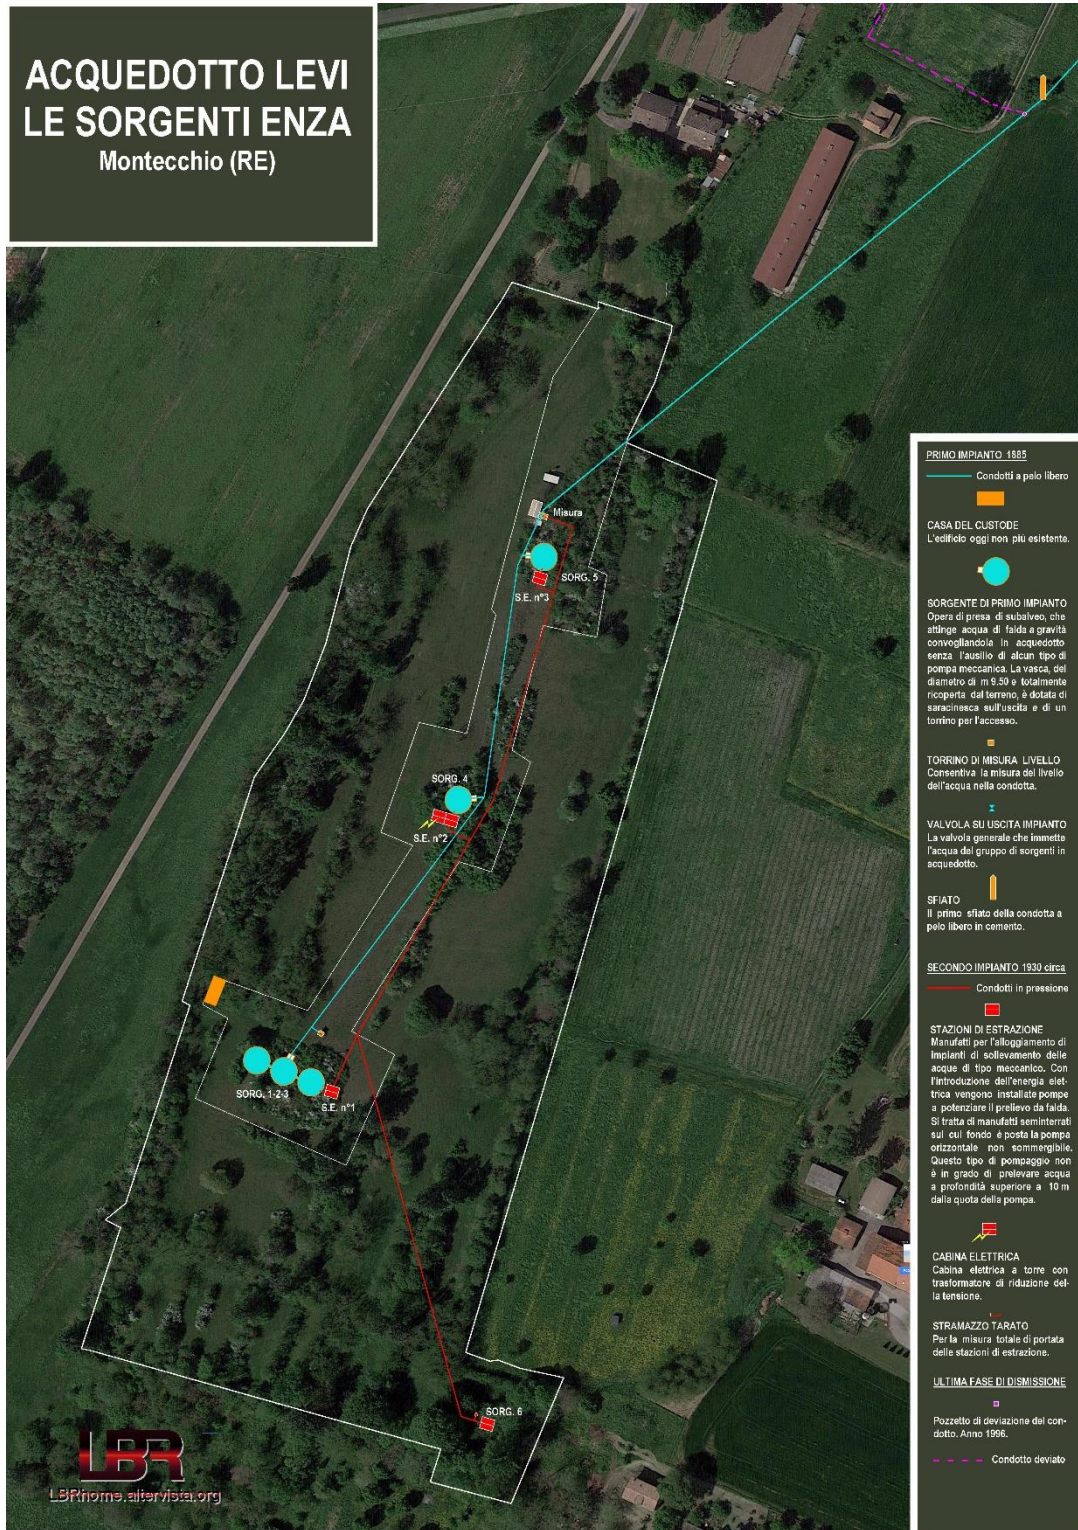 ACQUEDOTTO LEVI
LE SORGENTI ENZA
Montecchio (RE)
Misura
SORG. 5
S.E. n°3
SORG. 4
S.E. n°2
SORG. 1-2-3
S.E. n°1
SORG. 6
PRIMO IMPIANTO 1885
Condotti a pelo libero
CASA DEL CUSTODE
L'edificio oggi non più esistente.
SORGENTE DI PRIMO IMPIANTO
Opera di presa di subalveo, che
attinge acqua di falda a gravità
convogliandola in acquedotto
senza l'ausilio di alcun tipo di
pompa meccanica. La vasca, del
diametro di m 9.50 e totalmente
ricoperta dal terreno, è dotata di
saracinesca sull'uscita e di un
torrino per l'accesso.
TORRINO DI MISURA LIVELLO
Consentiva la misura del livello
dell'acqua nella condotta.
VALVOLA SU USCITA IMPIANTO
La valvola generale che immette
l'acqua del gruppo di sorgenti in
acquedotto.
SFIATO
Il primo sfiato della condotta a
pelo libero in cemento.
SECONDO IMPIANTO 1930 circa
Condotti in pressione
STAZIONI DI ESTRAZIONE
Manufatti per l'alloggiamento di
impianti di sollevamento delle
acque di tipo meccanico. Con
l'introduzione dell'energia elet-
trica vengono installate pompe
a potenziare il prelievo da falda.
Si tratta di manufatti seminterrati
sul cui fondo é posta la pompa
orizzontale non sommergibile.
Questo tipo di pompaggio non
è in grado di prelevare acqua
a profondità superiore a 10 m
dalla quota della pompa.
CABINA ELETTRICA
Cabina elettrica a torre con
trasformatore di riduzione del-
la tensione.
STRAMAZZO TARATO
Per la misura totale di portata
delle stazioni di estrazione.
ULTIMA FASE DI DISMISSIONE
Pozzetto di deviazione del con-
dotto. Anno 1996.
Condotto deviato
LBR
LBRhome.altervista.org